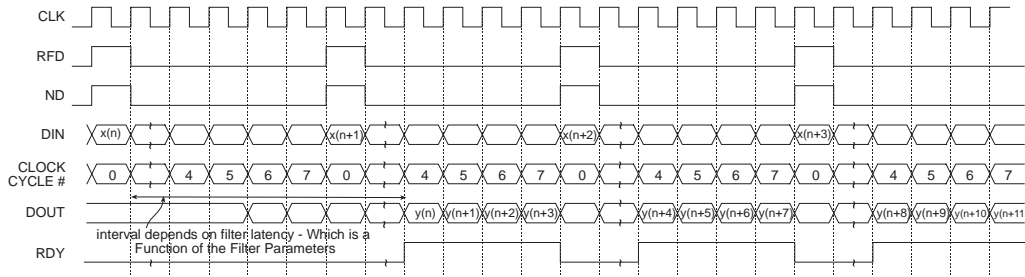 CLK
RFD
ND
DIN x(n) x(n+1) x(n+2) x(n+3)
CLOCK
CYCLE # 0 4 5 6 7 0 4 5 6 7 0 4 5 6 7 0 4 5 6 7
DOUT y(n) y(n+1) y(n+2) y(n+3) y(n+4) y(n+5) y(n+6) y(n+7) y(n+8) y(n+9) y(n+10) y(n+11)
interval depends on filter latency - Which is a
Function of the Filter Parameters
RDY